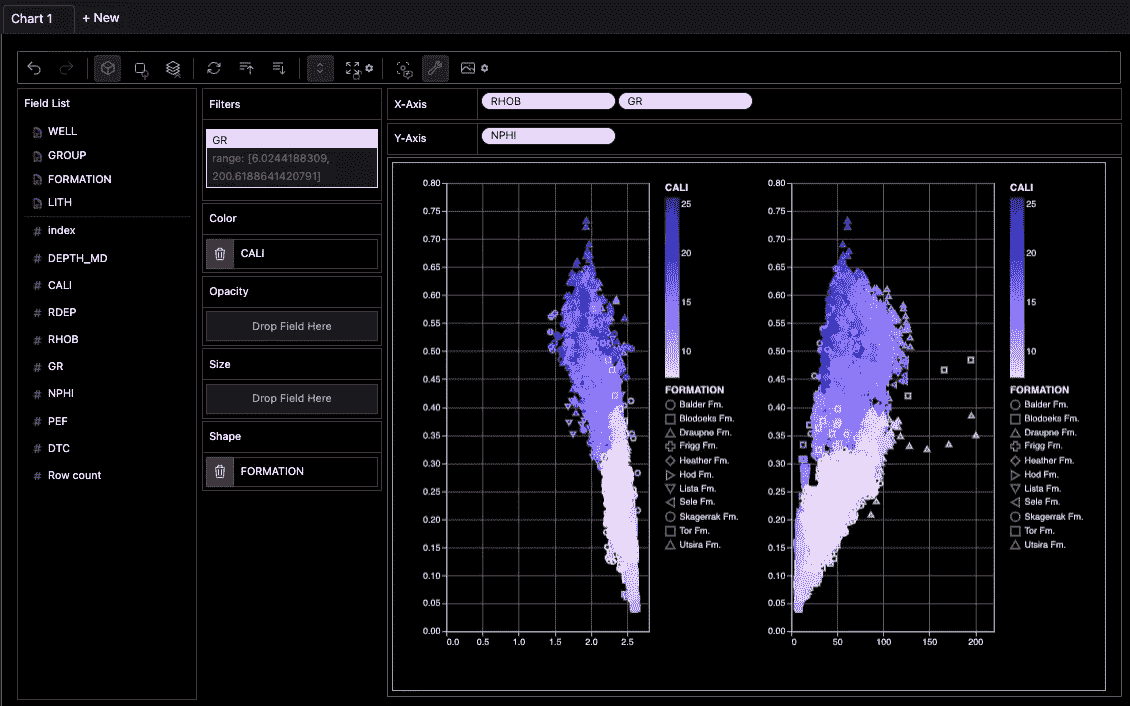 Chart 1
+ New
Field List
WELL
GROUP
FORMATION
LITH
index
DEPTH_MD
CALI
RDEP
RHOB
GR
NPHI
PEF
DTC
Row count
Filters
GR
range: [6.0244188309,
200.6188641420791]
Color
CALI
Opacity
Drop Field Here
Size
Drop Field Here
Shape
FORMATION
X-Axis
RHOB
GR
Y-Axis
NPHI
0.80
0.75
0.70
0.65
0.60
0.55
0.50
0.45
0.40
0.35
0.30
0.25
0.20
0.15
0.10
0.05
0.00
0.0 0.5 1.0 1.5 2.0 2.5
CALI
25
20
15
10
FORMATION
Balder Fm.
Blodoeks Fm.
Draupne Fm.
Frigg Fm.
Heather Fm.
Hod Fm.
Lista Fm.
Sele Fm.
Skagerrak Fm.
Tor Fm.
Utsira Fm.
0.80
0.75
0.70
0.65
0.60
0.55
0.50
0.45
0.40
0.35
0.30
0.25
0.20
0.15
0.10
0.05
0.00
0 50 100 150 200
CALI
25
20
15
10
FORMATION
Balder Fm.
Blodoeks Fm.
Draupne Fm.
Frigg Fm.
Heather Fm.
Hod Fm.
Lista Fm.
Sele Fm.
Skagerrak Fm.
Tor Fm.
Utsira Fm.